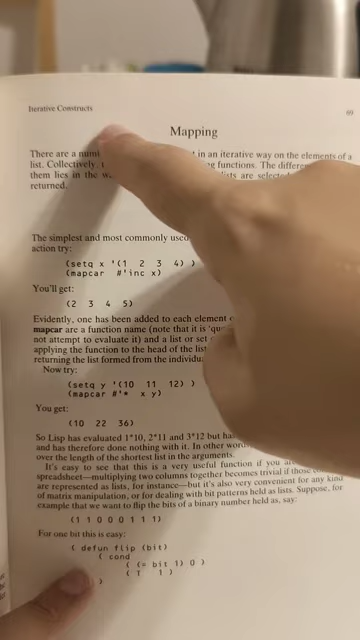 Iterative Constructs 69
Mapping
There are a in an iterative way on the elements of a
list. Collectively, functions. The
them lies in the lists are
returned.
The simplest and most commonly used
action try:
(setq x '(1 2 3 4) )
(mapcar #'inc x)
You'll get:
(2 3 4 5)
Evidently, one has been added to each element
mapcar are a function name (note that it is
not attempt to evaluate it) and a list or set
applying the function to the head of the list
returning the list formed from the
Now try:
(setq y '(10 11 12) )
(mapcar #'* x y)
You get:
(10 22 36)
So Lisp has evaluated 1*10, 2*11 and 3*12 but
and has therefore done nothing with it. In other
over the length of the shortest list in the arguments.
It's easy to see that this is a very useful function if you
spreadsheet—multiplying two columns together becomes trivial if those
are represented as lists, for instance—but it's also very convenient for any kind
of matrix manipulation, or for dealing with bit patterns held as lists. Suppose, for
example that we want to flip the bits of a binary number held as, say:
(1 1 0 0 0 1 1 1)
For one bit this is easy:
( defun flip (bit)
( cond
( (= bit 1) 0 )
( 1 1 )
)